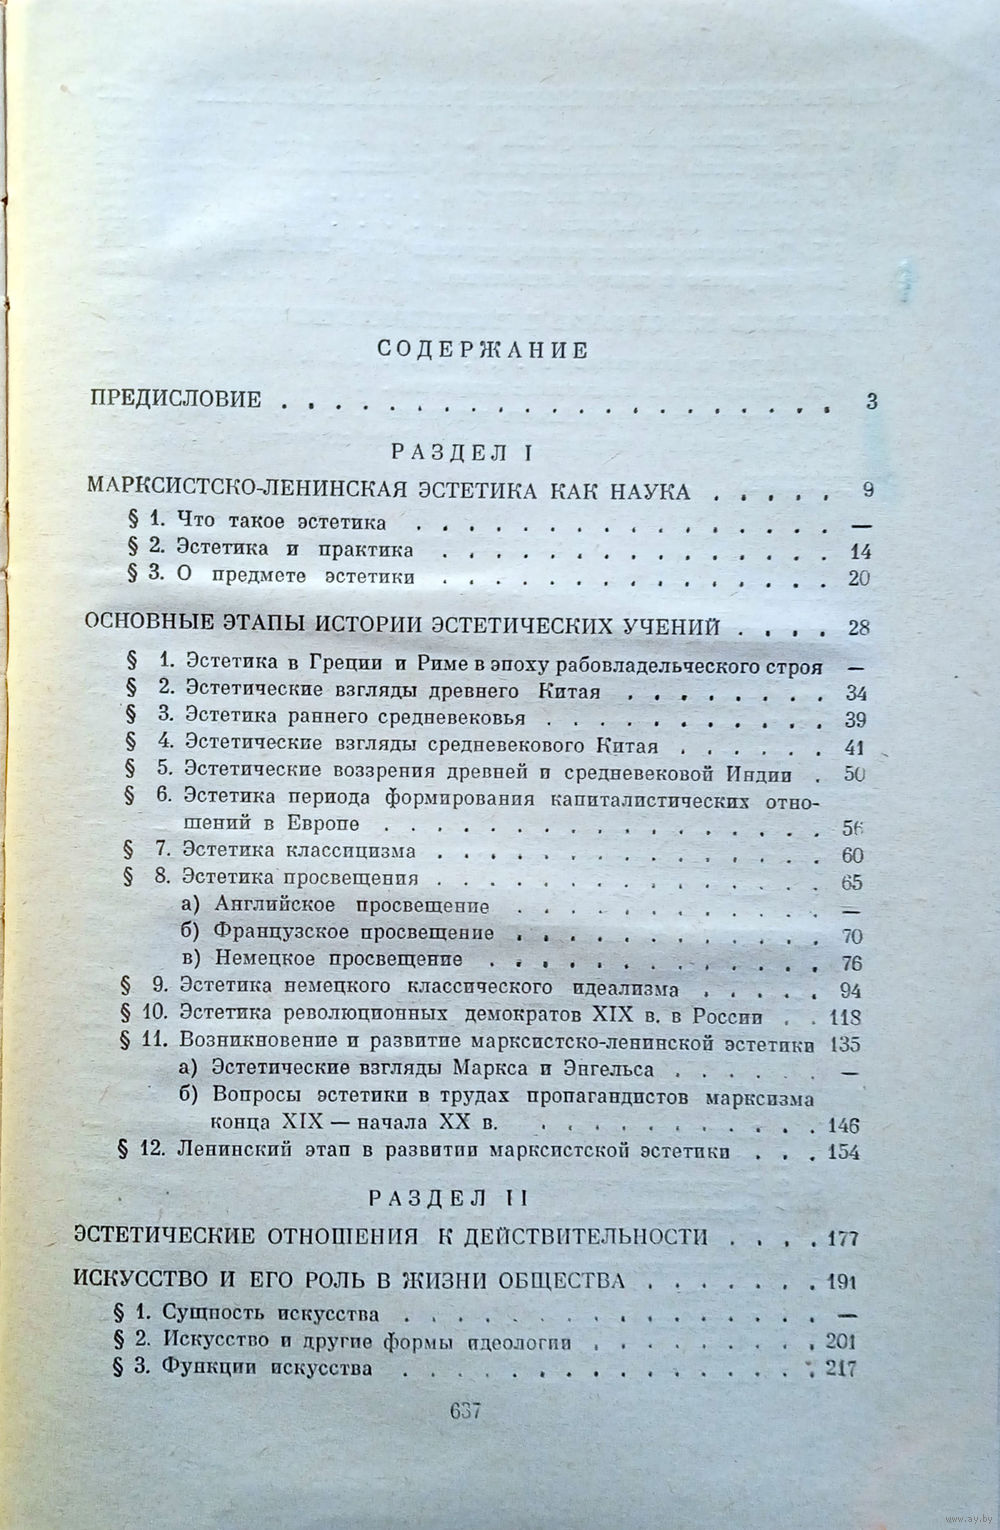 СОДЕРЖАНИЕ
ПРЕДИСЛОВИЕ . . . . . . . . . . . . . . . . . . . . . 3
РАЗДЕЛ I
МАРКСИСТСКО-ЛЕНИНСКАЯ ЭСТЕТИКА КАК НАУКА . . . . . 9
§ 1. Что такое эстетика . . . . . . . . . . . . . . . . —
§ 2. Эстетика и практика . . . . . . . . . . . . . . . 14
§ 3. О предмете эстетики . . . . . . . . . . . . . . . 20
ОСНОВНЫЕ ЭТАПЫ ИСТОРИИ ЭСТЕТИЧЕСКИХ УЧЕНИЙ . . . . 28
§ 1. Эстетика в Греции и Риме в эпоху рабовладельческого строя —
§ 2. Эстетические взгляды древнего Китая . . . . . . . . 34
§ 3. Эстетика раннего средневековья . . . . . . . . . . . 39
§ 4. Эстетические взгляды средневекового Китая . . . . . . 41
§ 5. Эстетические воззрения древней и средневековой Индии . 50
§ 6. Эстетика периода формирования капиталистических отно-
шений в Европе . . . . . . . . . . . . . . . . . 56
§ 7. Эстетика классицизма . . . . . . . . . . . . . . . 60
§ 8. Эстетика просвещения . . . . . . . . . . . . . . . 65
а) Английское просвещение . . . . . . . . . . . . —
б) Французское просвещение . . . . . . . . . . . . 70
в) Немецкое просвещение . . . . . . . . . . . . . 76
§ 9. Эстетика немецкого классического идеализма . . . . . 94
§ 10. Эстетика революционных демократов XIX в. в России . . 118
§ 11. Возникновение и развитие марксистско-ленинской эстетики 135
а) Эстетические взгляды Маркса и Энгельса . . . . . . —
б) Вопросы эстетики в трудах пропагандистов марксизма
конца XIX — начала XX в. . . . . . . . . . . . 146
§ 12. Ленинский этап в развитии марксистской эстетики . . . 154
РАЗДЕЛ II
ЭСТЕТИЧЕСКИЕ ОТНОШЕНИЯ К ДЕЙСТВИТЕЛЬНОСТИ . . . . 177
ИСКУССТВО И ЕГО РОЛЬ В ЖИЗНИ ОБЩЕСТВА . . . . . . . 191
§ 1. Сущность искусства . . . . . . . . . . . . . . . . —
§ 2. Искусство и другие формы идеологии . . . . . . . . . 201
§ 3. Функции искусства . . . . . . . . . . . . . . . . 217
637
www.ay.by